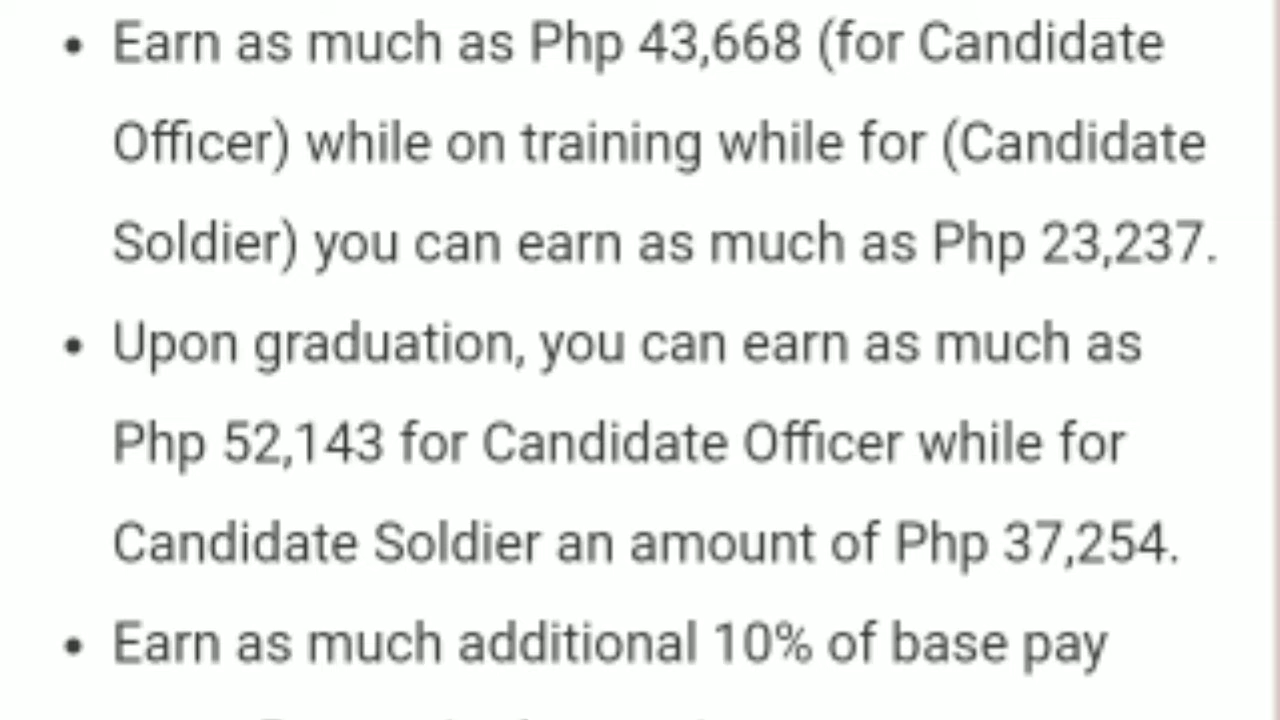 • Earn as much as Php 43,668 (for Candidate
Officer) while on training while for (Candidate
Soldier) you can earn as much as Php 23,237.
• Upon graduation, you can earn as much as
Php 52,143 for Candidate Officer while for
Candidate Soldier an amount of Php 37,254.
• Earn as much additional 10% of base pay